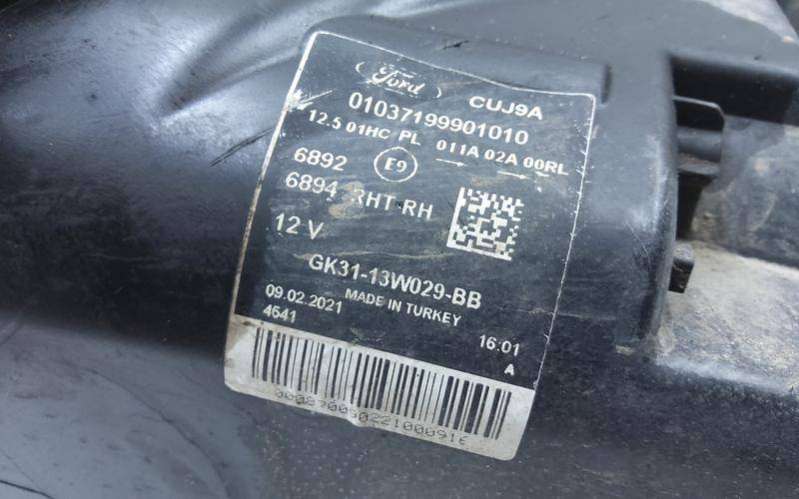 Ford CUJ9A
01037199901010
12.5 01HC PL 011A 02A 00RL
6892 E9
6894 RHT-RH
12 V
GK31-13W029-BB
09.02.2021 MADE IN TURKEY
4641 16:01
A